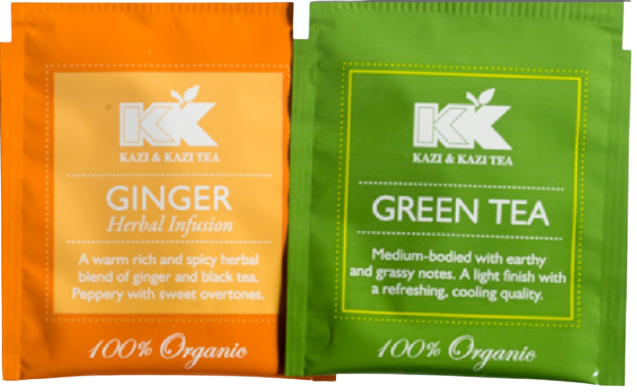 KK
KAZI & KAZI TEA
GINGER
Herbal Infusion
A warm rich and spicy herbal
blend of ginger and black tea.
Peppery with sweet overtones.
100% Organic
KK
KAZI & KAZI TEA
GREEN TEA
Medium-bodied with earthy
and grassy notes. A light finish with
a refreshing, cooling quality.
100% Organic